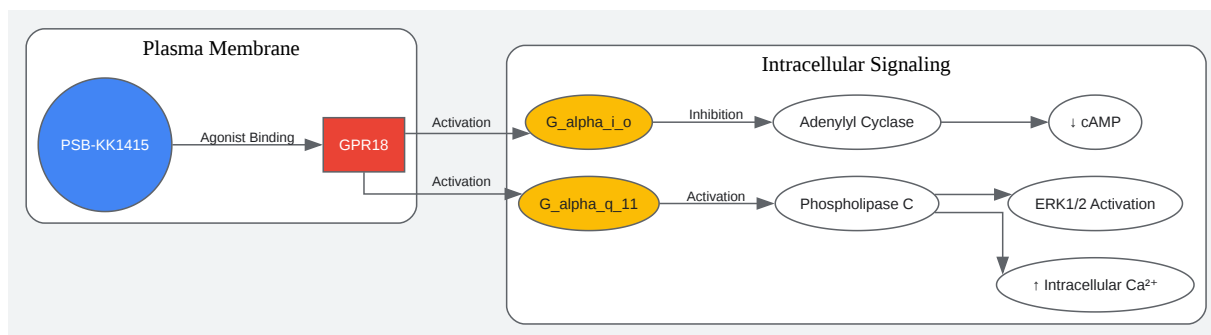 Plasma Membrane
PSB-KK1415
Agonist Binding
GPR18
Activation
Activation
Intracellular Signaling
G_alpha_i_o
Inhibition
Adenylyl Cyclase
↓ cAMP
G_alpha_q_11
Activation
Phospholipase C
ERK1/2 Activation
↑ Intracellular Ca²⁺